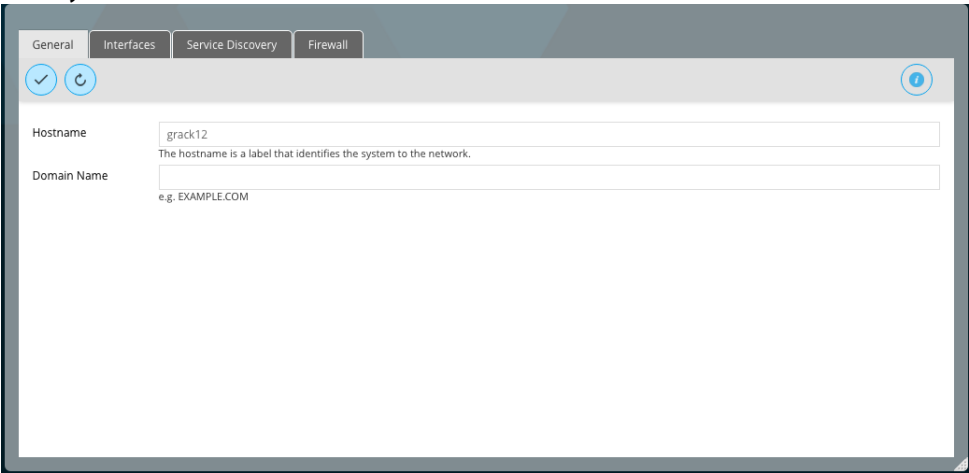 General Interfaces Service Discovery Firewall
Hostname grack12
The hostname is a label that identifies the system to the network.
Domain Name
e.g. EXAMPLE.COM